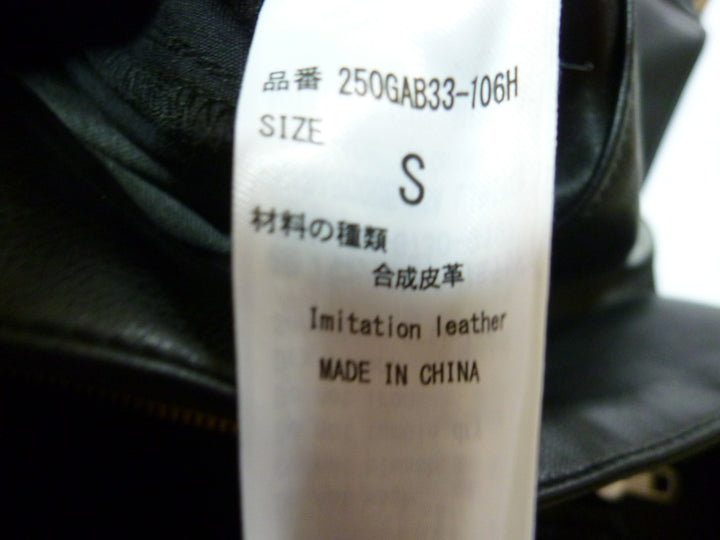 品番 250GAB33-106H
SIZE
S
材料の種類
合成皮革
Imitation leather
MADE IN CHINA